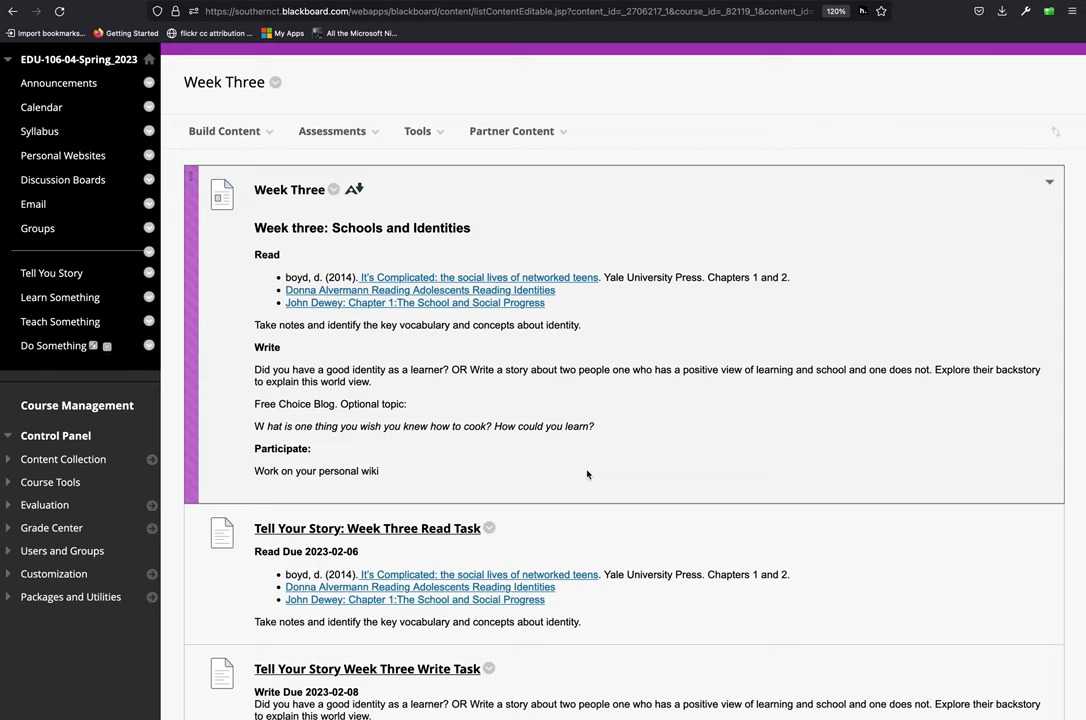 https://southernct.blackboard.com/webapps/blackboard/content/listContentEditable.jsp?content_id=_2706217_1&course_id=_82119_1&content_id=
120%
h.
Import bookmarks...
Getting Started
flickr cc attribution ...
My Apps
All the Microsoft Ni...
EDU-106-04-Spring_2023
Announcements
Calendar
Syllabus
Personal Websites
Discussion Boards
Email
Groups
Tell You Story
Learn Something
Teach Something
Do Something
Course Management
Control Panel
Content Collection
Course Tools
Evaluation
Grade Center
Users and Groups
Customization
Packages and Utilities
Week Three
Build Content
Assessments
Tools
Partner Content
Week Three
Week three: Schools and Identities
Read
boyd, d. (2014). It's Complicated: the social lives of networked teens. Yale University Press. Chapters 1 and 2.
Donna Alvermann Reading Adolescents Reading Identities
John Dewey: Chapter 1:The School and Social Progress
Take notes and identify the key vocabulary and concepts about identity.
Write
Did you have a good identity as a learner? OR Write a story about two people one who has a positive view of learning and school and one does not. Explore their backstory
to explain this world view.
Free Choice Blog. Optional topic:
W hat is one thing you wish you knew how to cook? How could you learn?
Participate:
Work on your personal wiki
Tell Your Story: Week Three Read Task
Read Due 2023-02-06
boyd, d. (2014). It's Complicated: the social lives of networked teens. Yale University Press. Chapters 1 and 2.
Donna Alvermann Reading Adolescents Reading Identities
John Dewey: Chapter 1:The School and Social Progress
Take notes and identify the key vocabulary and concepts about identity.
Tell Your Story Week Three Write Task
Write Due 2023-02-08
Did you have a good identity as a learner? OR Write a story about two people one who has a positive view of learning and school and one does not. Explore their backstory
to explain this world view.